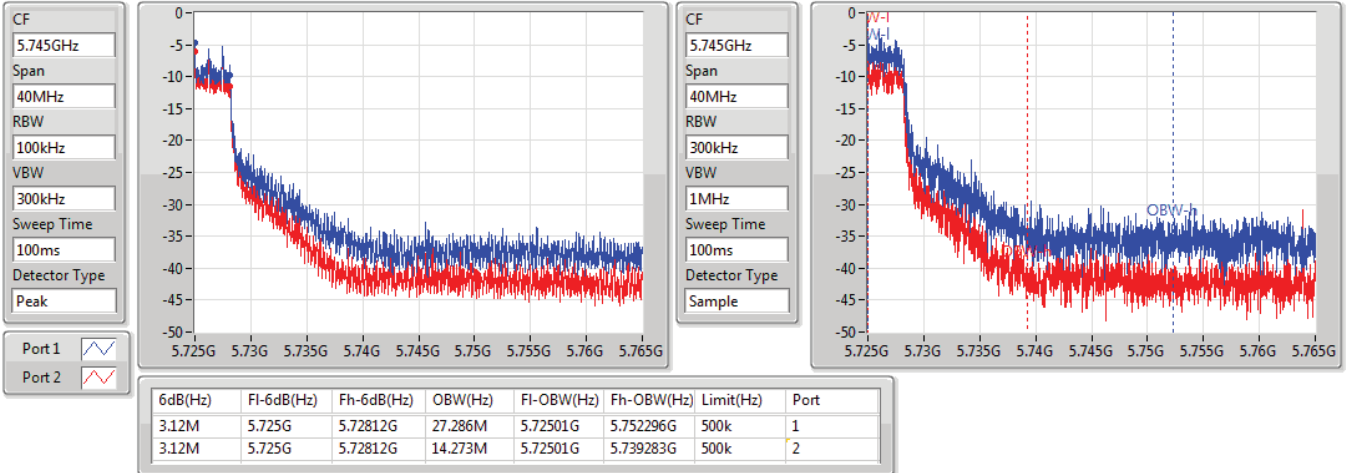 CF
5.745GHz
Span
40MHz
RBW
100kHz
VBW
300kHz
Sweep Time
100ms
Detector Type
Peak
Port 1
Port 2
0
-5
-10
-15
-20
-25
-30
-35
-40
-45
-50
5.725G 5.73G 5.735G 5.74G 5.745G 5.75G 5.755G 5.76G 5.765G
CF
5.745GHz
Span
40MHz
RBW
300kHz
VBW
1MHz
Sweep Time
100ms
Detector Type
Sample
0
-5
-10
-15
-20
-25
-30
-35
-40
-45
-50
W-l
W-l
OBW-h
5.725G 5.73G 5.735G 5.74G 5.745G 5.75G 5.755G 5.76G 5.765G
6dB(Hz) Fl-6dB(Hz) Fh-6dB(Hz) OBW(Hz) Fl-OBW(Hz) Fh-OBW(Hz) Limit(Hz) Port
3.12M 5.725G 5.72812G 27.286M 5.72501G 5.752296G 500k 1
3.12M 5.725G 5.72812G 14.273M 5.72501G 5.739283G 500k 2